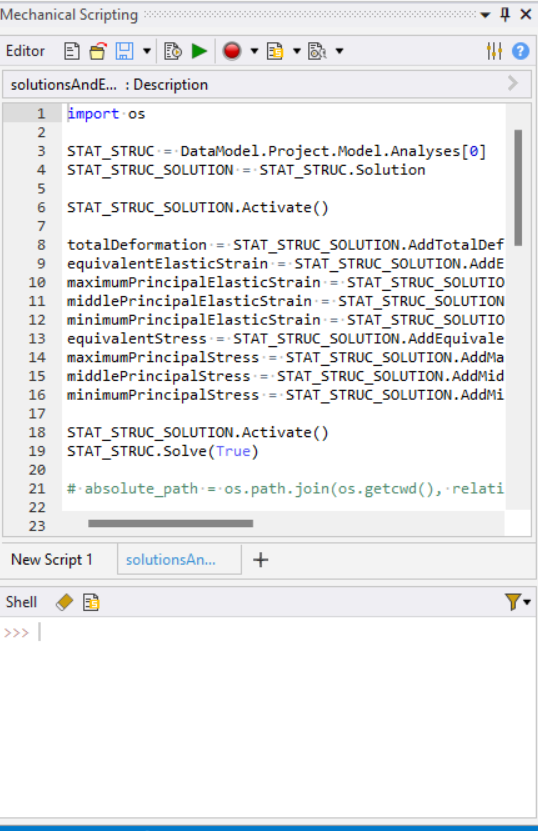 Mechanical Scripting
Editor
solutionsAndE... : Description
1 import os
2
3 STAT_STRUC = DataModel.Project.Model.Analyses[0]
4 STAT_STRUC_SOLUTION = STAT_STRUC.Solution
5
6 STAT_STRUC_SOLUTION.Activate()
7
8 totalDeformation = STAT_STRUC_SOLUTION.AddTotalDef
9 equivalentElasticStrain = STAT_STRUC_SOLUTION.AddE
10 maximumPrincipalElasticStrain = STAT_STRUC_SOLUTIO
11 middlePrincipalElasticStrain = STAT_STRUC_SOLUTION
12 minimumPrincipalElasticStrain = STAT_STRUC_SOLUTIO
13 equivalentStress = STAT_STRUC_SOLUTION.AddEquivale
14 maximumPrincipalStress = STAT_STRUC_SOLUTION.AddMa
15 middlePrincipalStress = STAT_STRUC_SOLUTION.AddMid
16 minimumPrincipalStress = STAT_STRUC_SOLUTION.AddMi
17
18 STAT_STRUC_SOLUTION.Activate()
19 STAT_STRUC.Solve(True)
20
21 # absolute_path = os.path.join(os.getcwd(), relati
22
23
New Script 1 solutionsAn... +
Shell
>>>